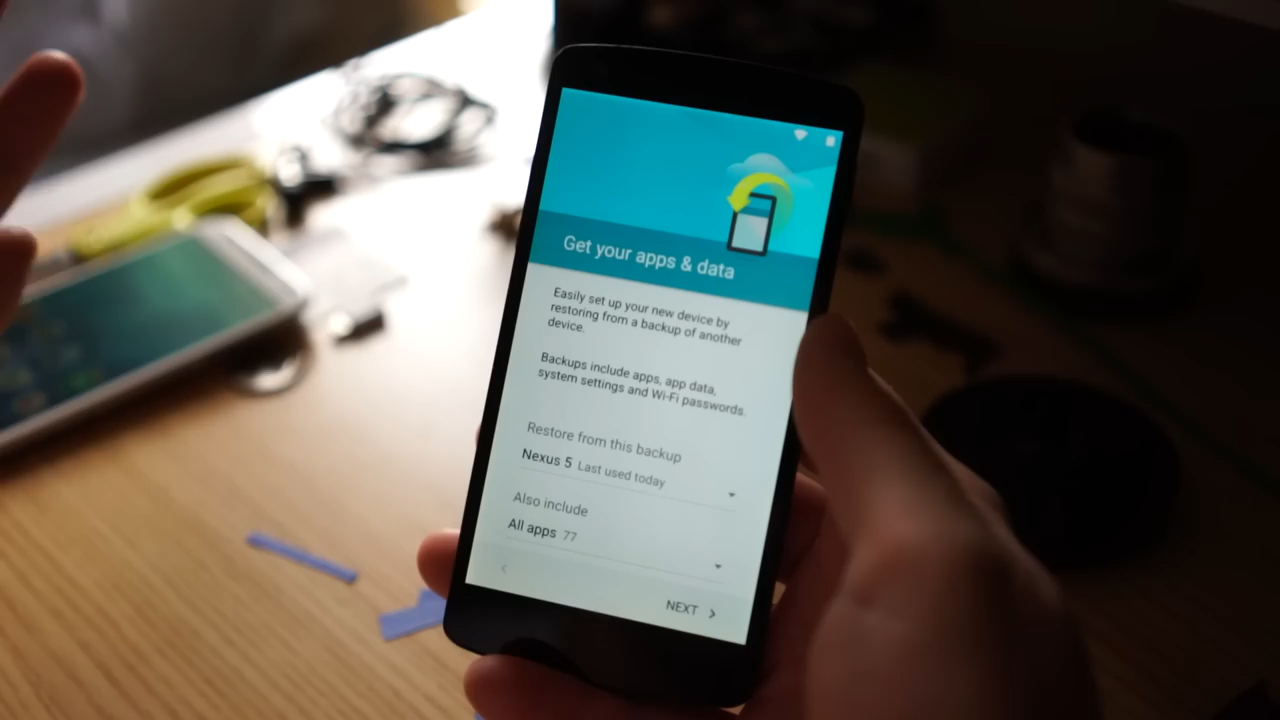 Get your apps & data
Easily set up your new device by
restoring from a backup of another
device.
Backups include apps, app data,
system settings and Wi-Fi passwords.
Restore from this backup
Nexus 5 Last used today
Also include
All apps 77
NEXT